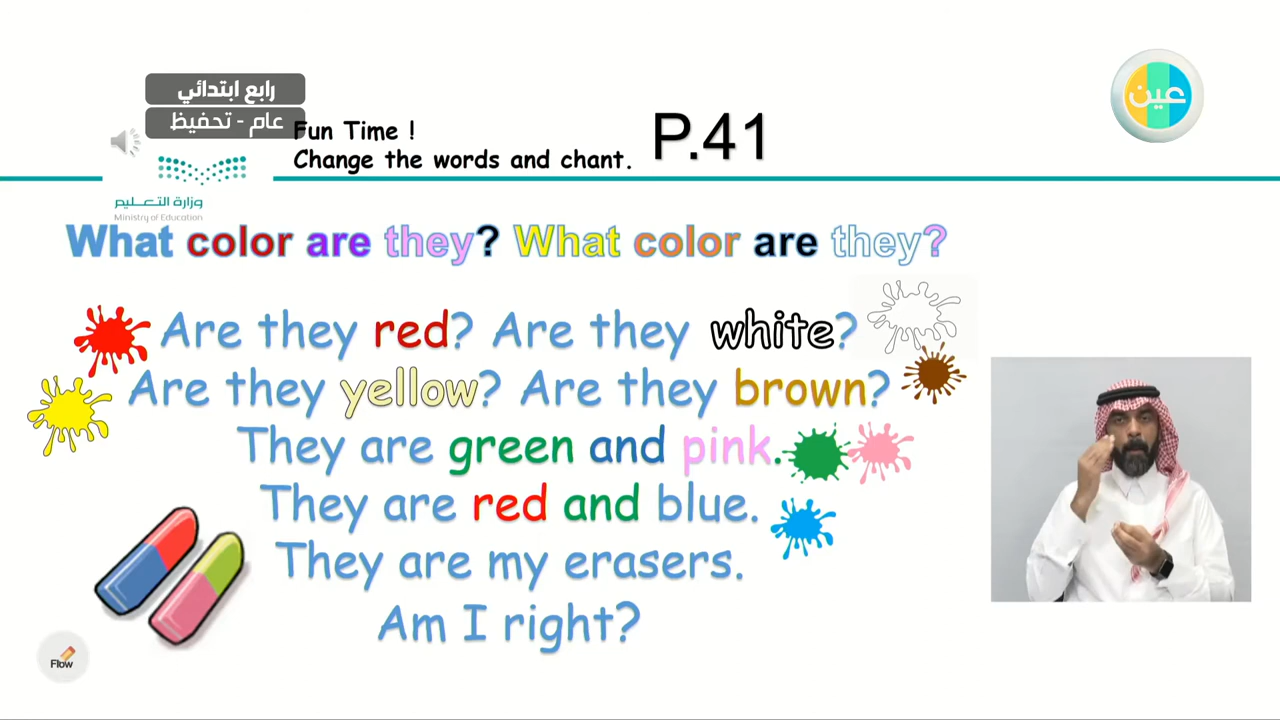 رابع ابتدائي
عام - تحفيظ
عين
Fun Time !
Change the words and chant.
P.41
وزارة التعليم
Ministry of Education
What color are they? What color are they?
Are they red? Are they white?
Are they yellow? Are they brown?
They are green and pink.
They are red and blue.
They are my erasers.
Am I right?
Flow